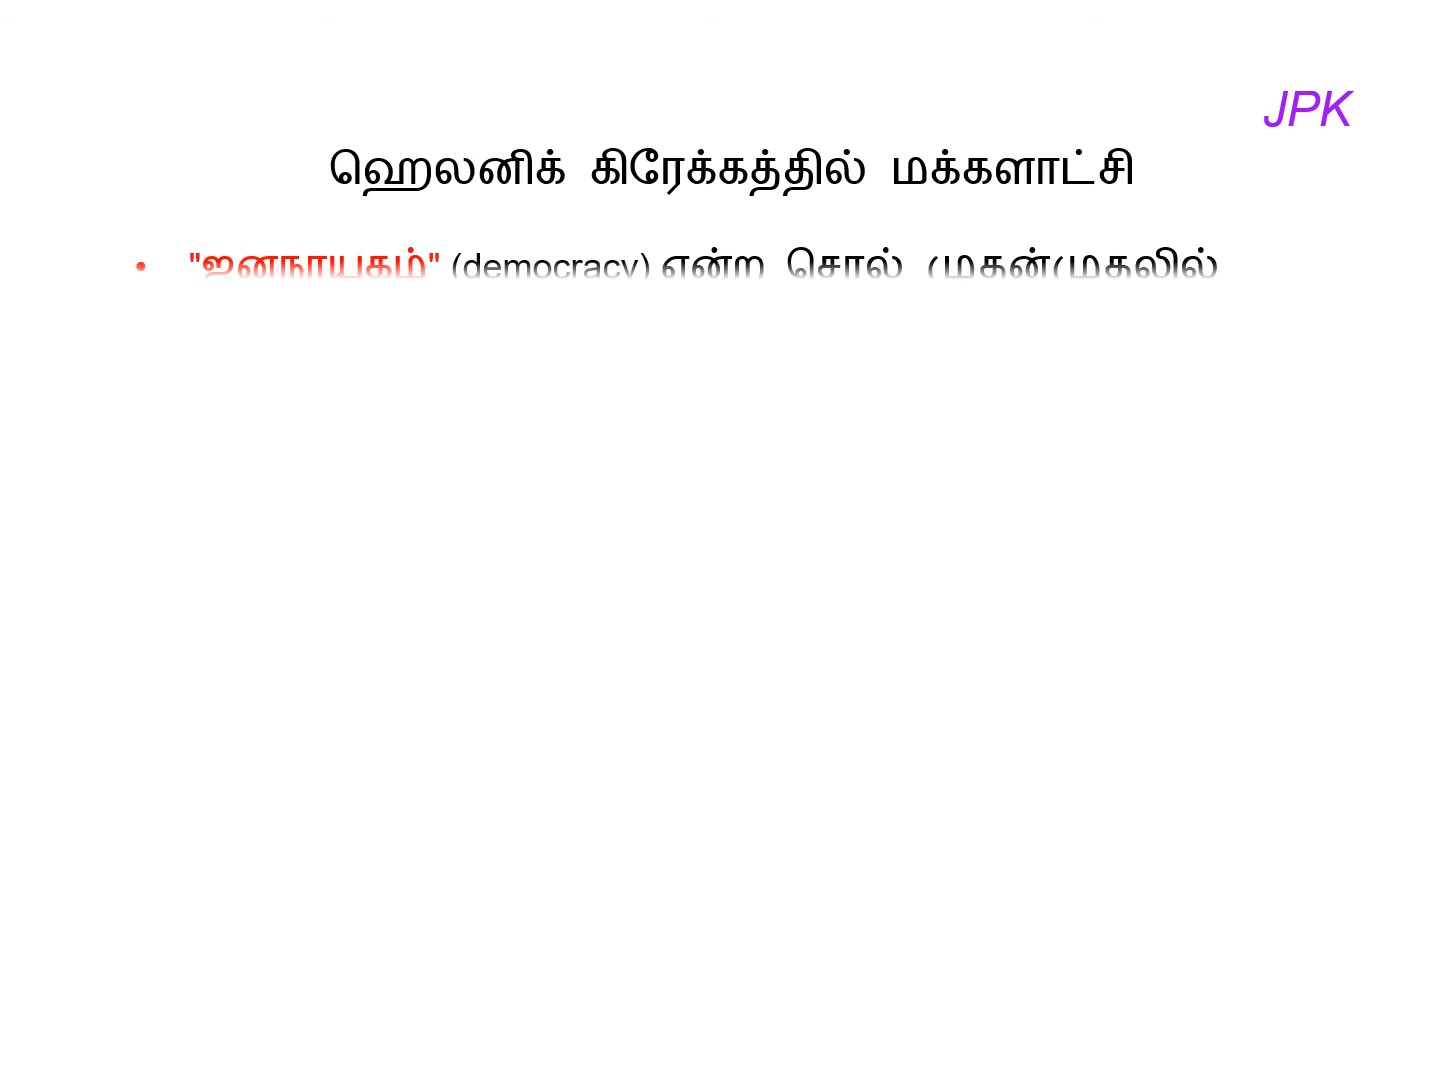 JPK
ஹெலனிக் கிரேக்கத்தில் மக்களாட்சி
• "ஜனநாயகம்" (democracy) என்ற சொல் முதன்முதலில்